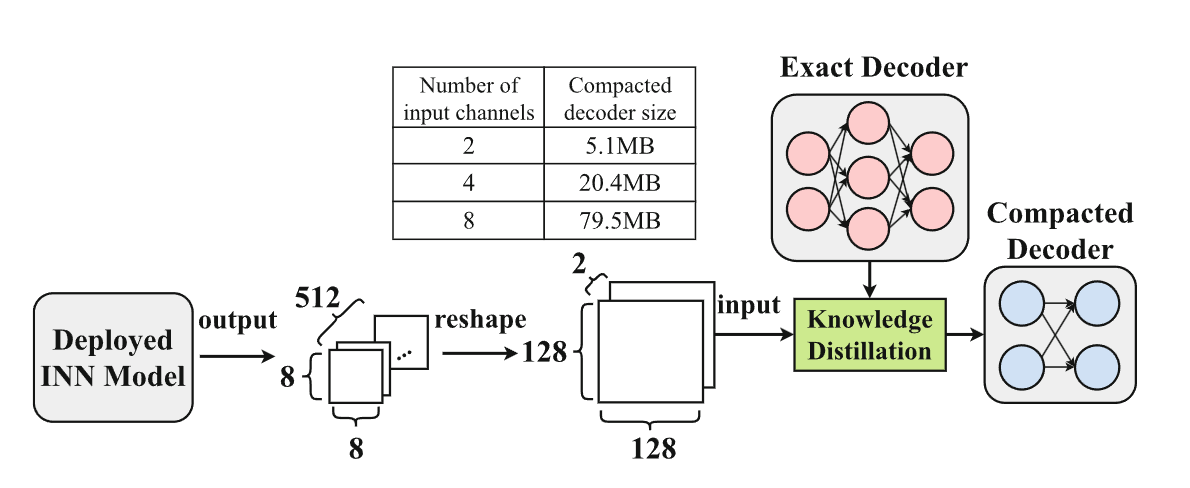 Exact Decoder
Number of input channels
Compacted decoder size
2
5.1MB
4
20.4MB
8
79.5MB
Compacted
Decoder
Deployed
INN Model
output
512
8
8
...
reshape
2
128
128
input
Knowledge
Distillation